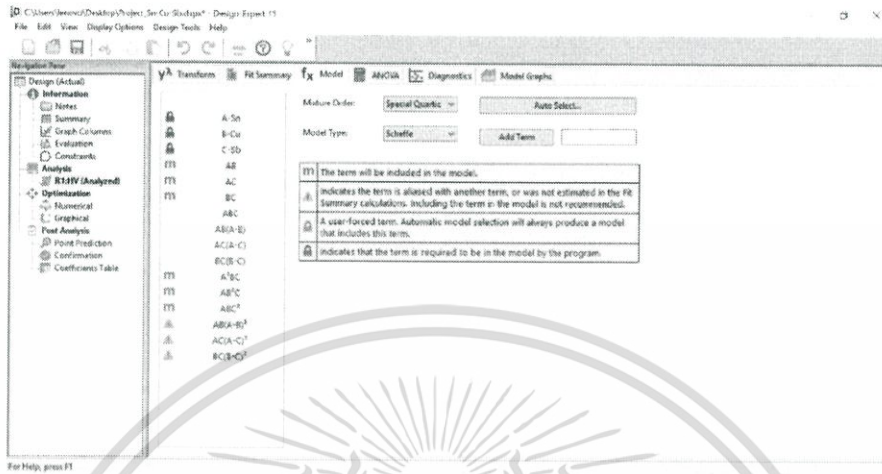 C:\Users\lenovo\Desktop\Project_Sn-Cu-Sb.dxpx* - Design-Expert 11
File Edit View Display Options Design Tools Help
Navigation Pane
Design (Actual)
Information
Notes
Summary
Graph Columns
Evaluation
Constraints
Analysis
R1:HV (Analyzed)
Optimization
Numerical
Graphical
Post Analysis
Point Prediction
Confirmation
Coefficients Table
yλ Transform Fit Summary fx Model ANOVA Diagnostics Model Graphs
A-Sn
B-Cu
C-Sb
m AB
m AC
m BC
ABC
AB(A-B)
AC(A-C)
BC(B-C)
m A²BC
m AB²C
m ABC²
AB(A-B)²
AC(A-C)²
BC(B-C)²
Mixture Order: Special Quartic Auto Select...
Model Type: Scheffe Add Term
m The term will be included in the model.
Indicates the term is aliased with another term, or was not estimated in the Fit
Summary calculations. Including the term in the model is not recommended.
A user-forced term. Automatic model selection will always produce a model
that includes this term.
Indicates that the term is required to be in the model by the program.
For Help, press F1